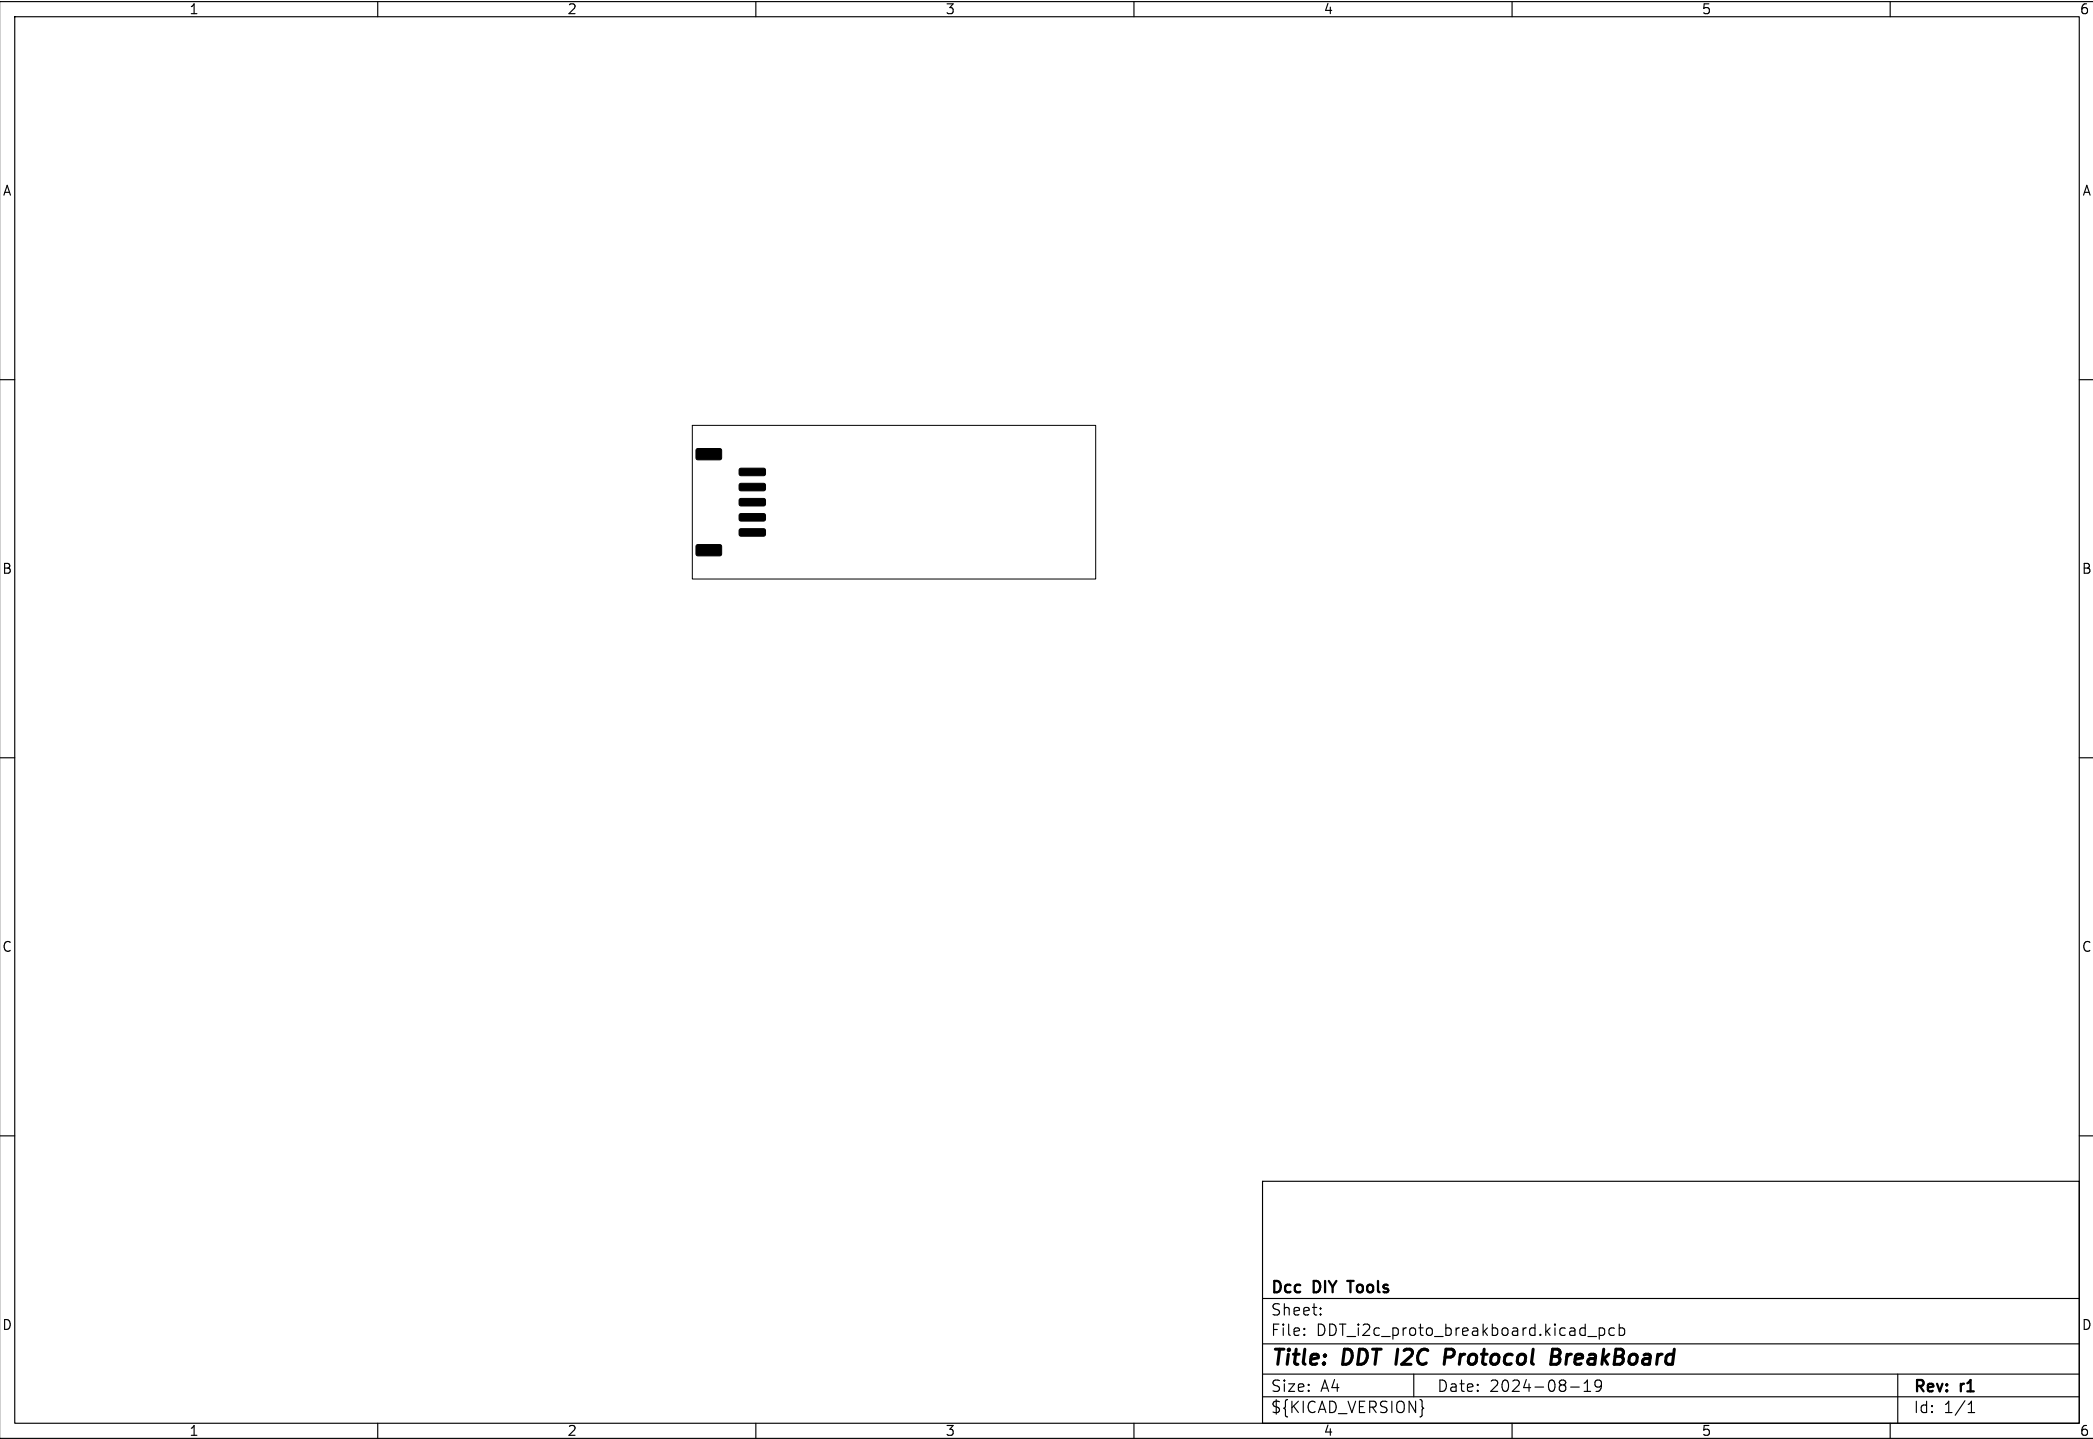 1 2 3 4 5 6
A A
B B
C C
Dcc DIY Tools
Sheet:
D D
File: DDT_i2c_proto_breakboard.kicad_pcb
Title: DDT I2C Protocol BreakBoard
Size: A4 Date: 2024-08-19 Rev: r1
${KICAD_VERSION} Id: 1/1
1 2 3 4 5 6